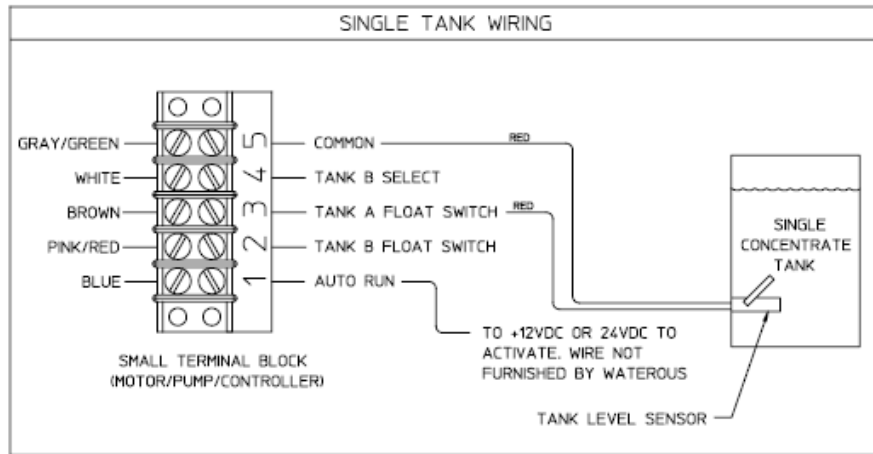 SINGLE TANK WIRING
GRAY/GREEN 5 COMMON RED
WHITE 4 TANK B SELECT
BROWN 3 TANK A FLOAT SWITCH RED
PINK/RED 2 TANK B FLOAT SWITCH
BLUE 1 AUTO RUN
SINGLE
CONCENTRATE
TANK
TO +12VDC OR 24VDC TO
ACTIVATE. WIRE NOT
FURNISHED BY WATEROUS
SMALL TERMINAL BLOCK
(MOTOR/PUMP/CONTROLLER)
TANK LEVEL SENSOR